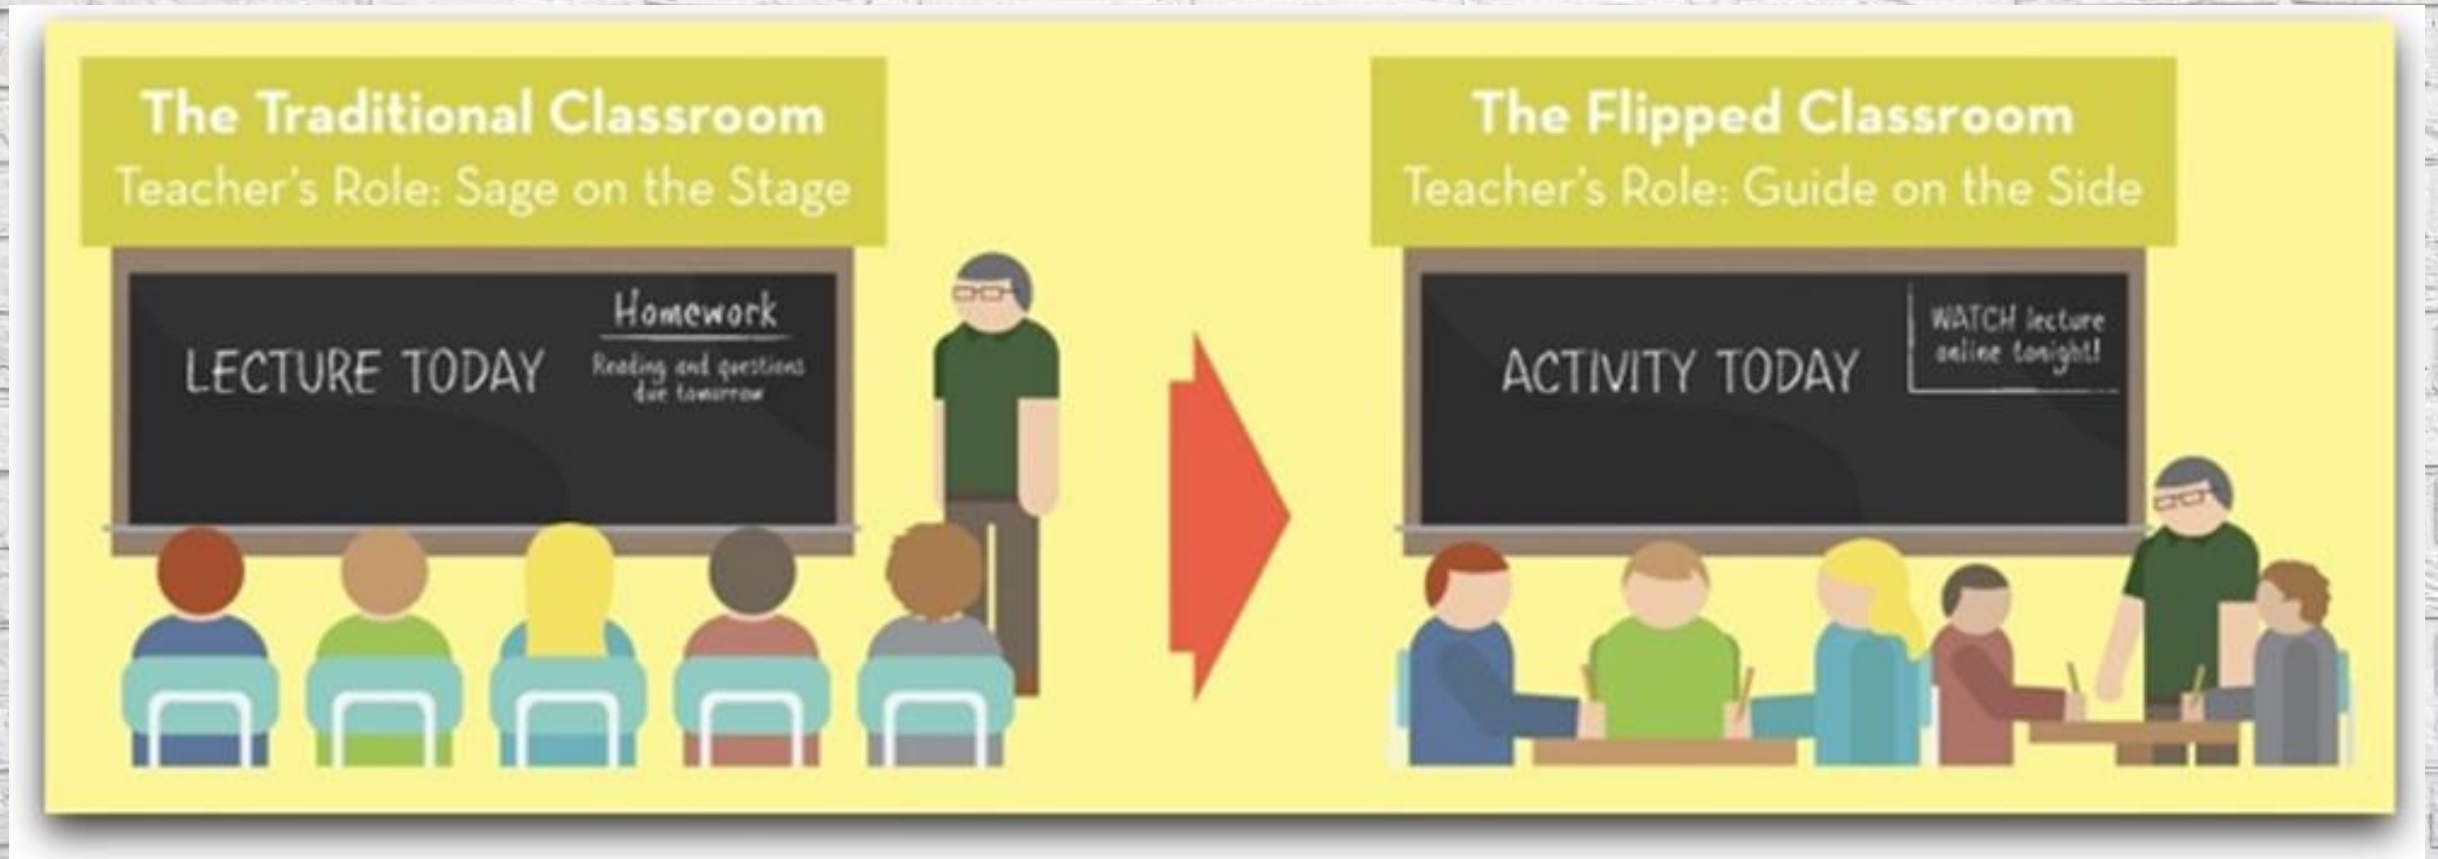 The Traditional Classroom
Teacher's Role: Sage on the Stage
LECTURE TODAY
Homework
Reading and questions
due tomorrow
The Flipped Classroom
Teacher's Role: Guide on the Side
ACTIVITY TODAY
WATCH lecture
online tonight!